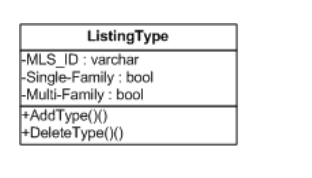 ListingType
-MLS_ID : varchar
-Single-Family : bool
-Multi-Family : bool
+AddType()()
+DeleteType()()